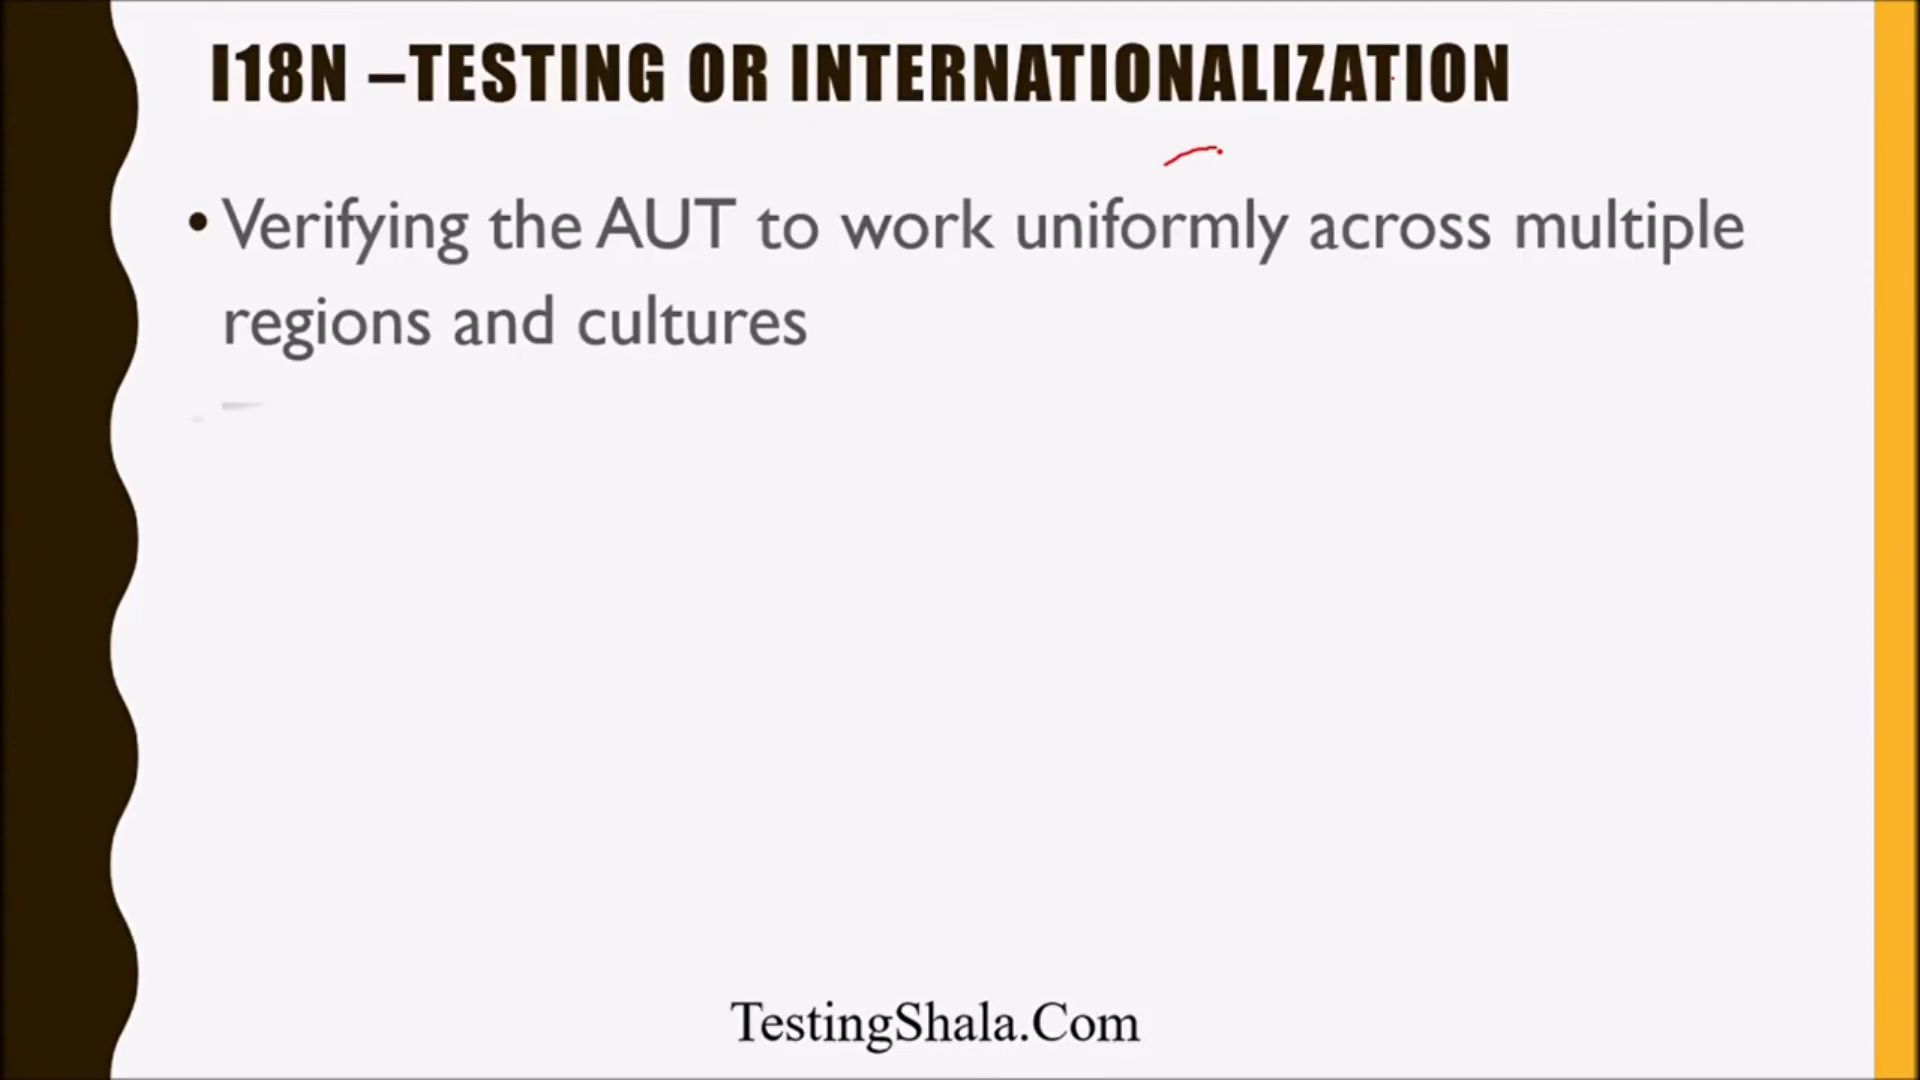 I18N –TESTING OR INTERNATIONALIZATION
• Verifying the AUT to work uniformly across multiple
regions and cultures
TestingShala.Com